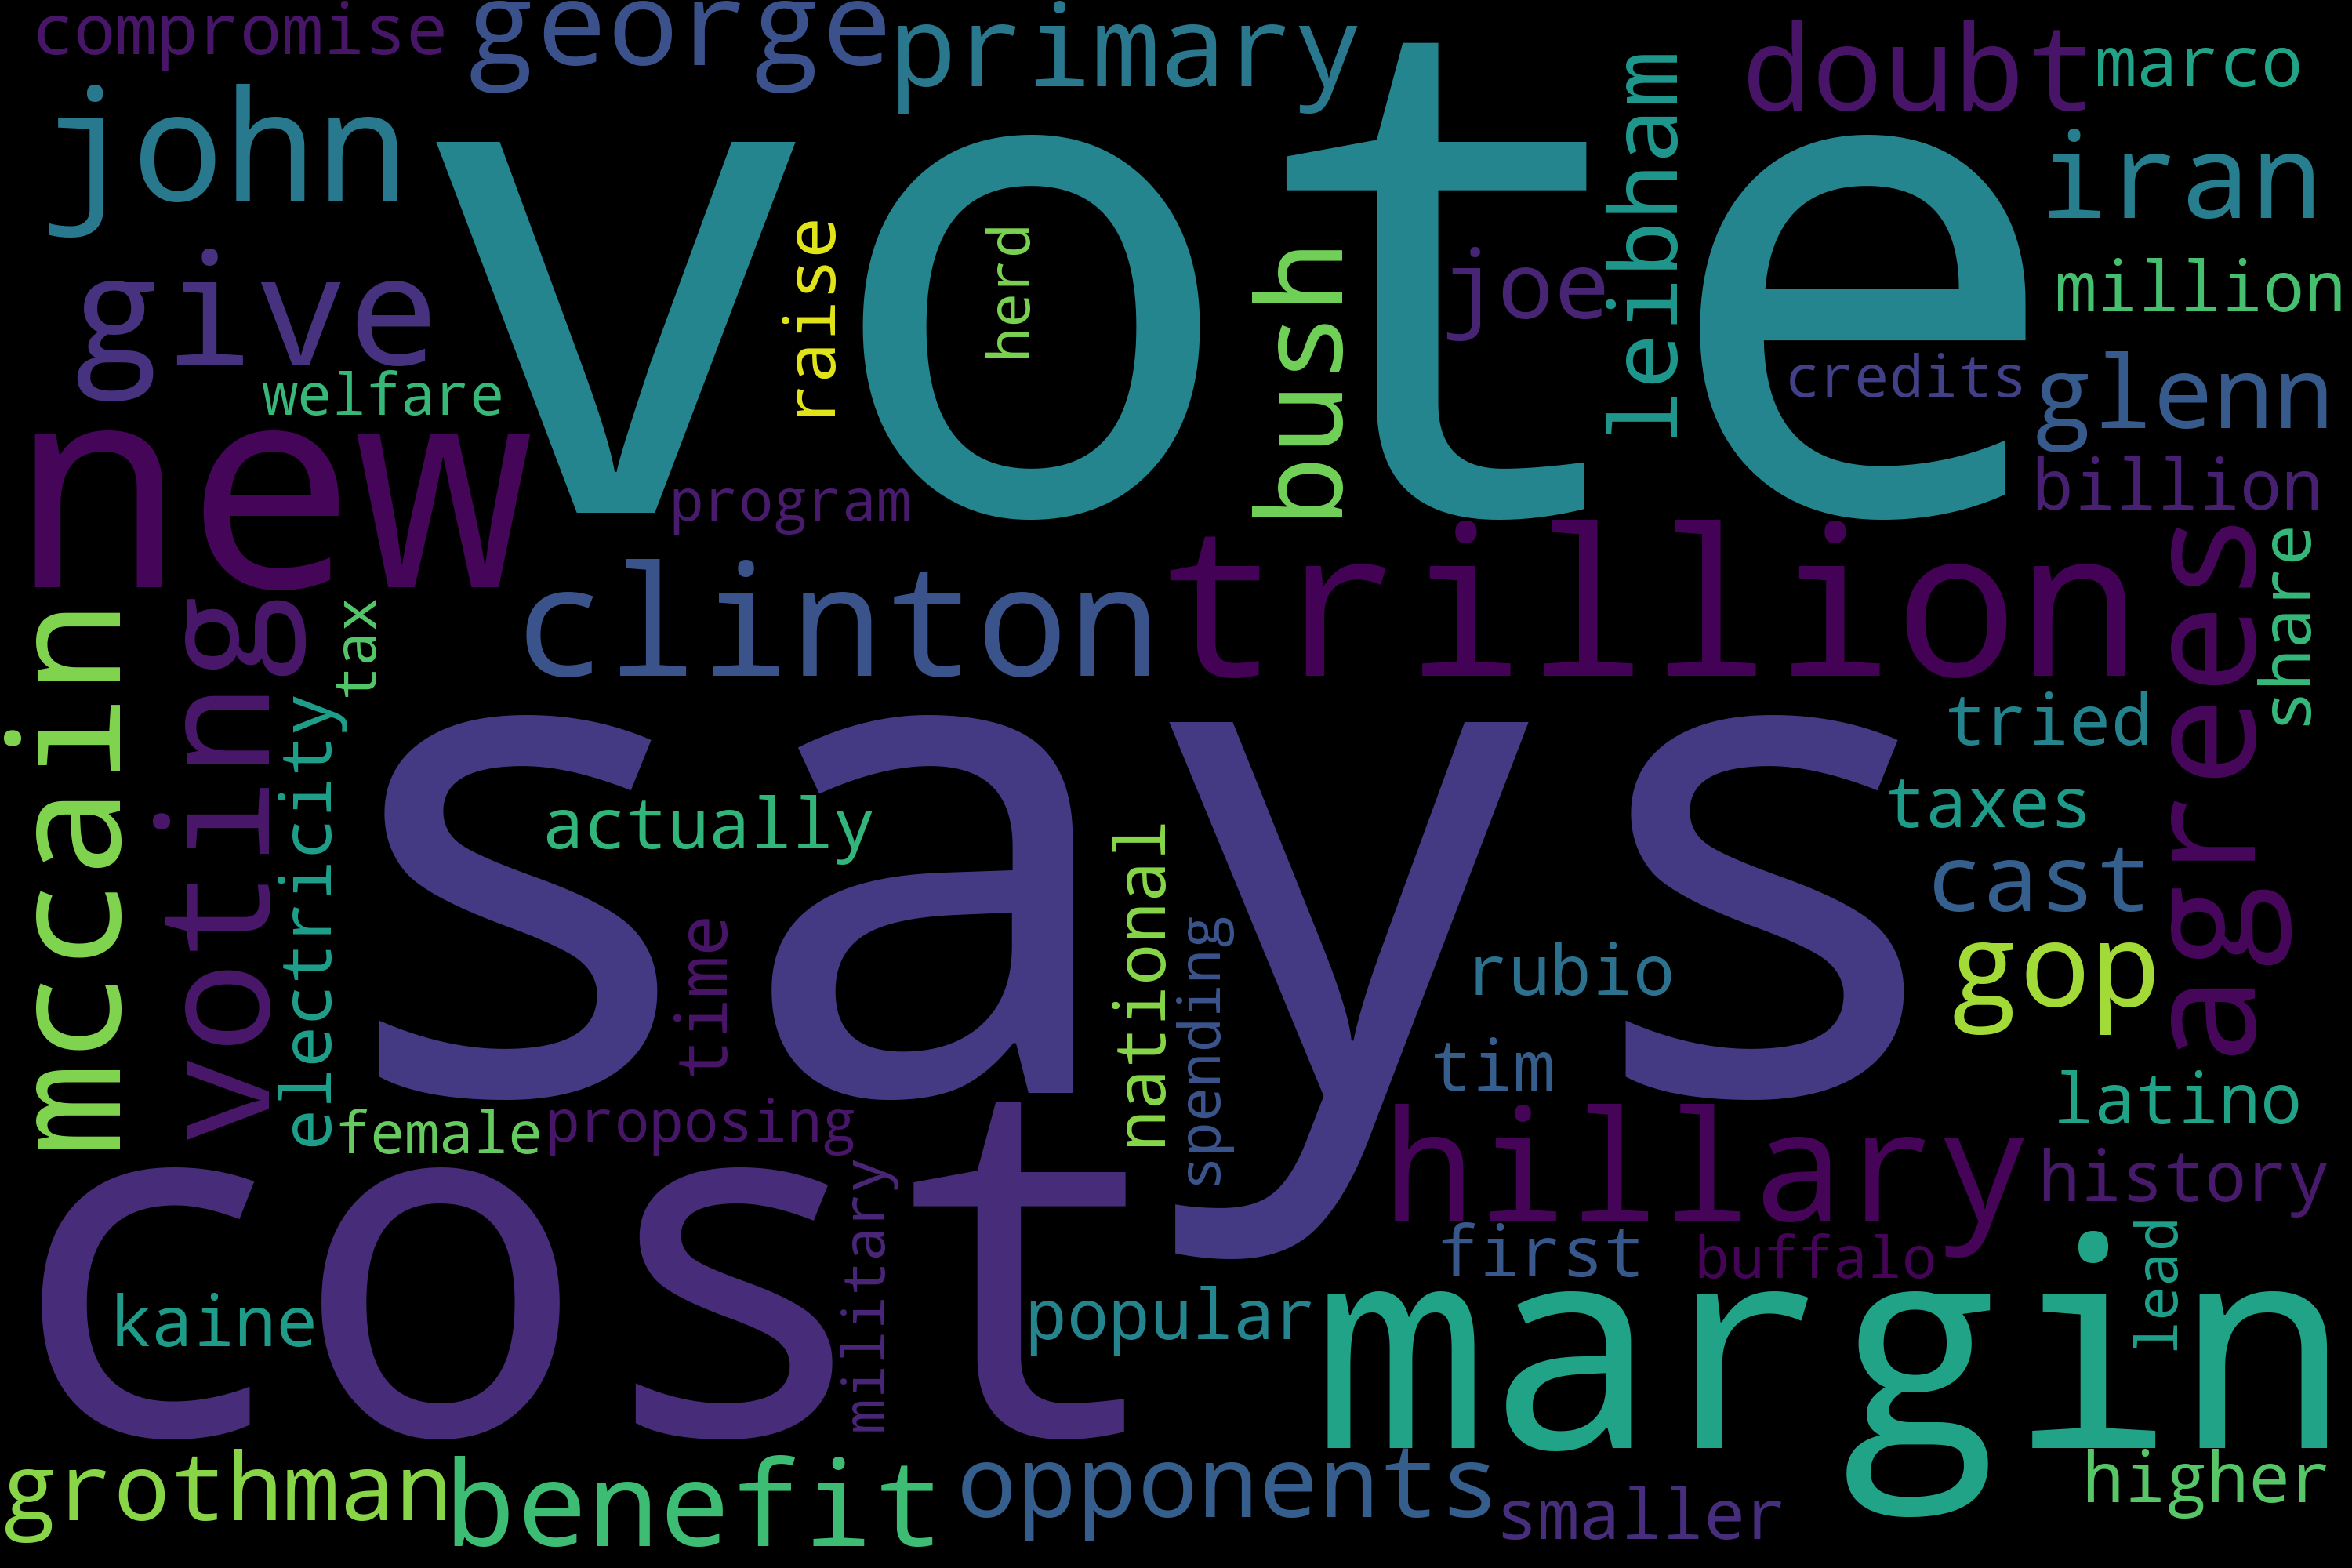 compromise
george
primary
doubt
marco
john
vote
leibham
iran
give
raise
herd
bush
joe
million
welfare
credits
glenn
new
program
billion
clinton
trillion
agrees
share
mccain
voting
tax
electricity
says
tried
actually
taxes
time
national
spending
cast
rubio
gop
tim
latino
female
proposing
hillary
history
cost
military
first
buffalo
lead
kaine
popular
margin
grothman
benefit
opponents
smaller
higher